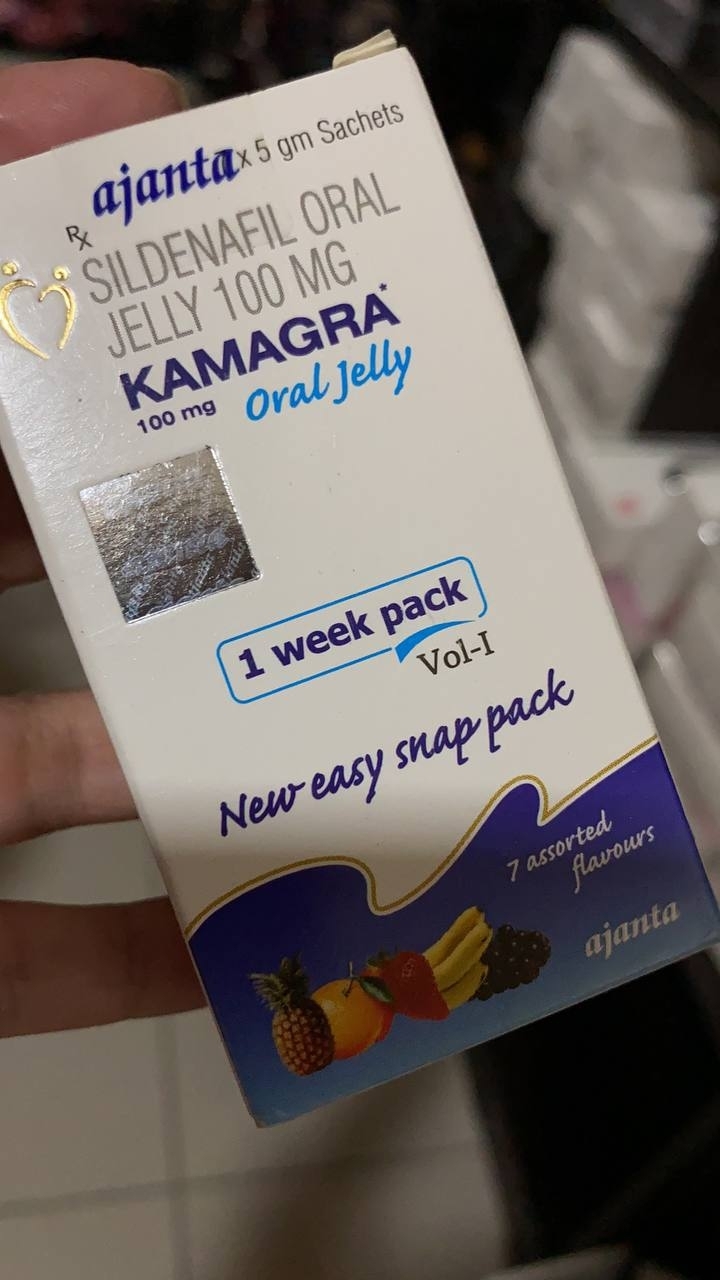 ajanta x 5 gm Sachets
Rx
SILDENAFIL ORAL
JELLY 100 MG
KAMAGRA*
100 mg Oral Jelly
1 week pack
Vol-I
New easy snap pack
7 assorted
flavours
ajanta